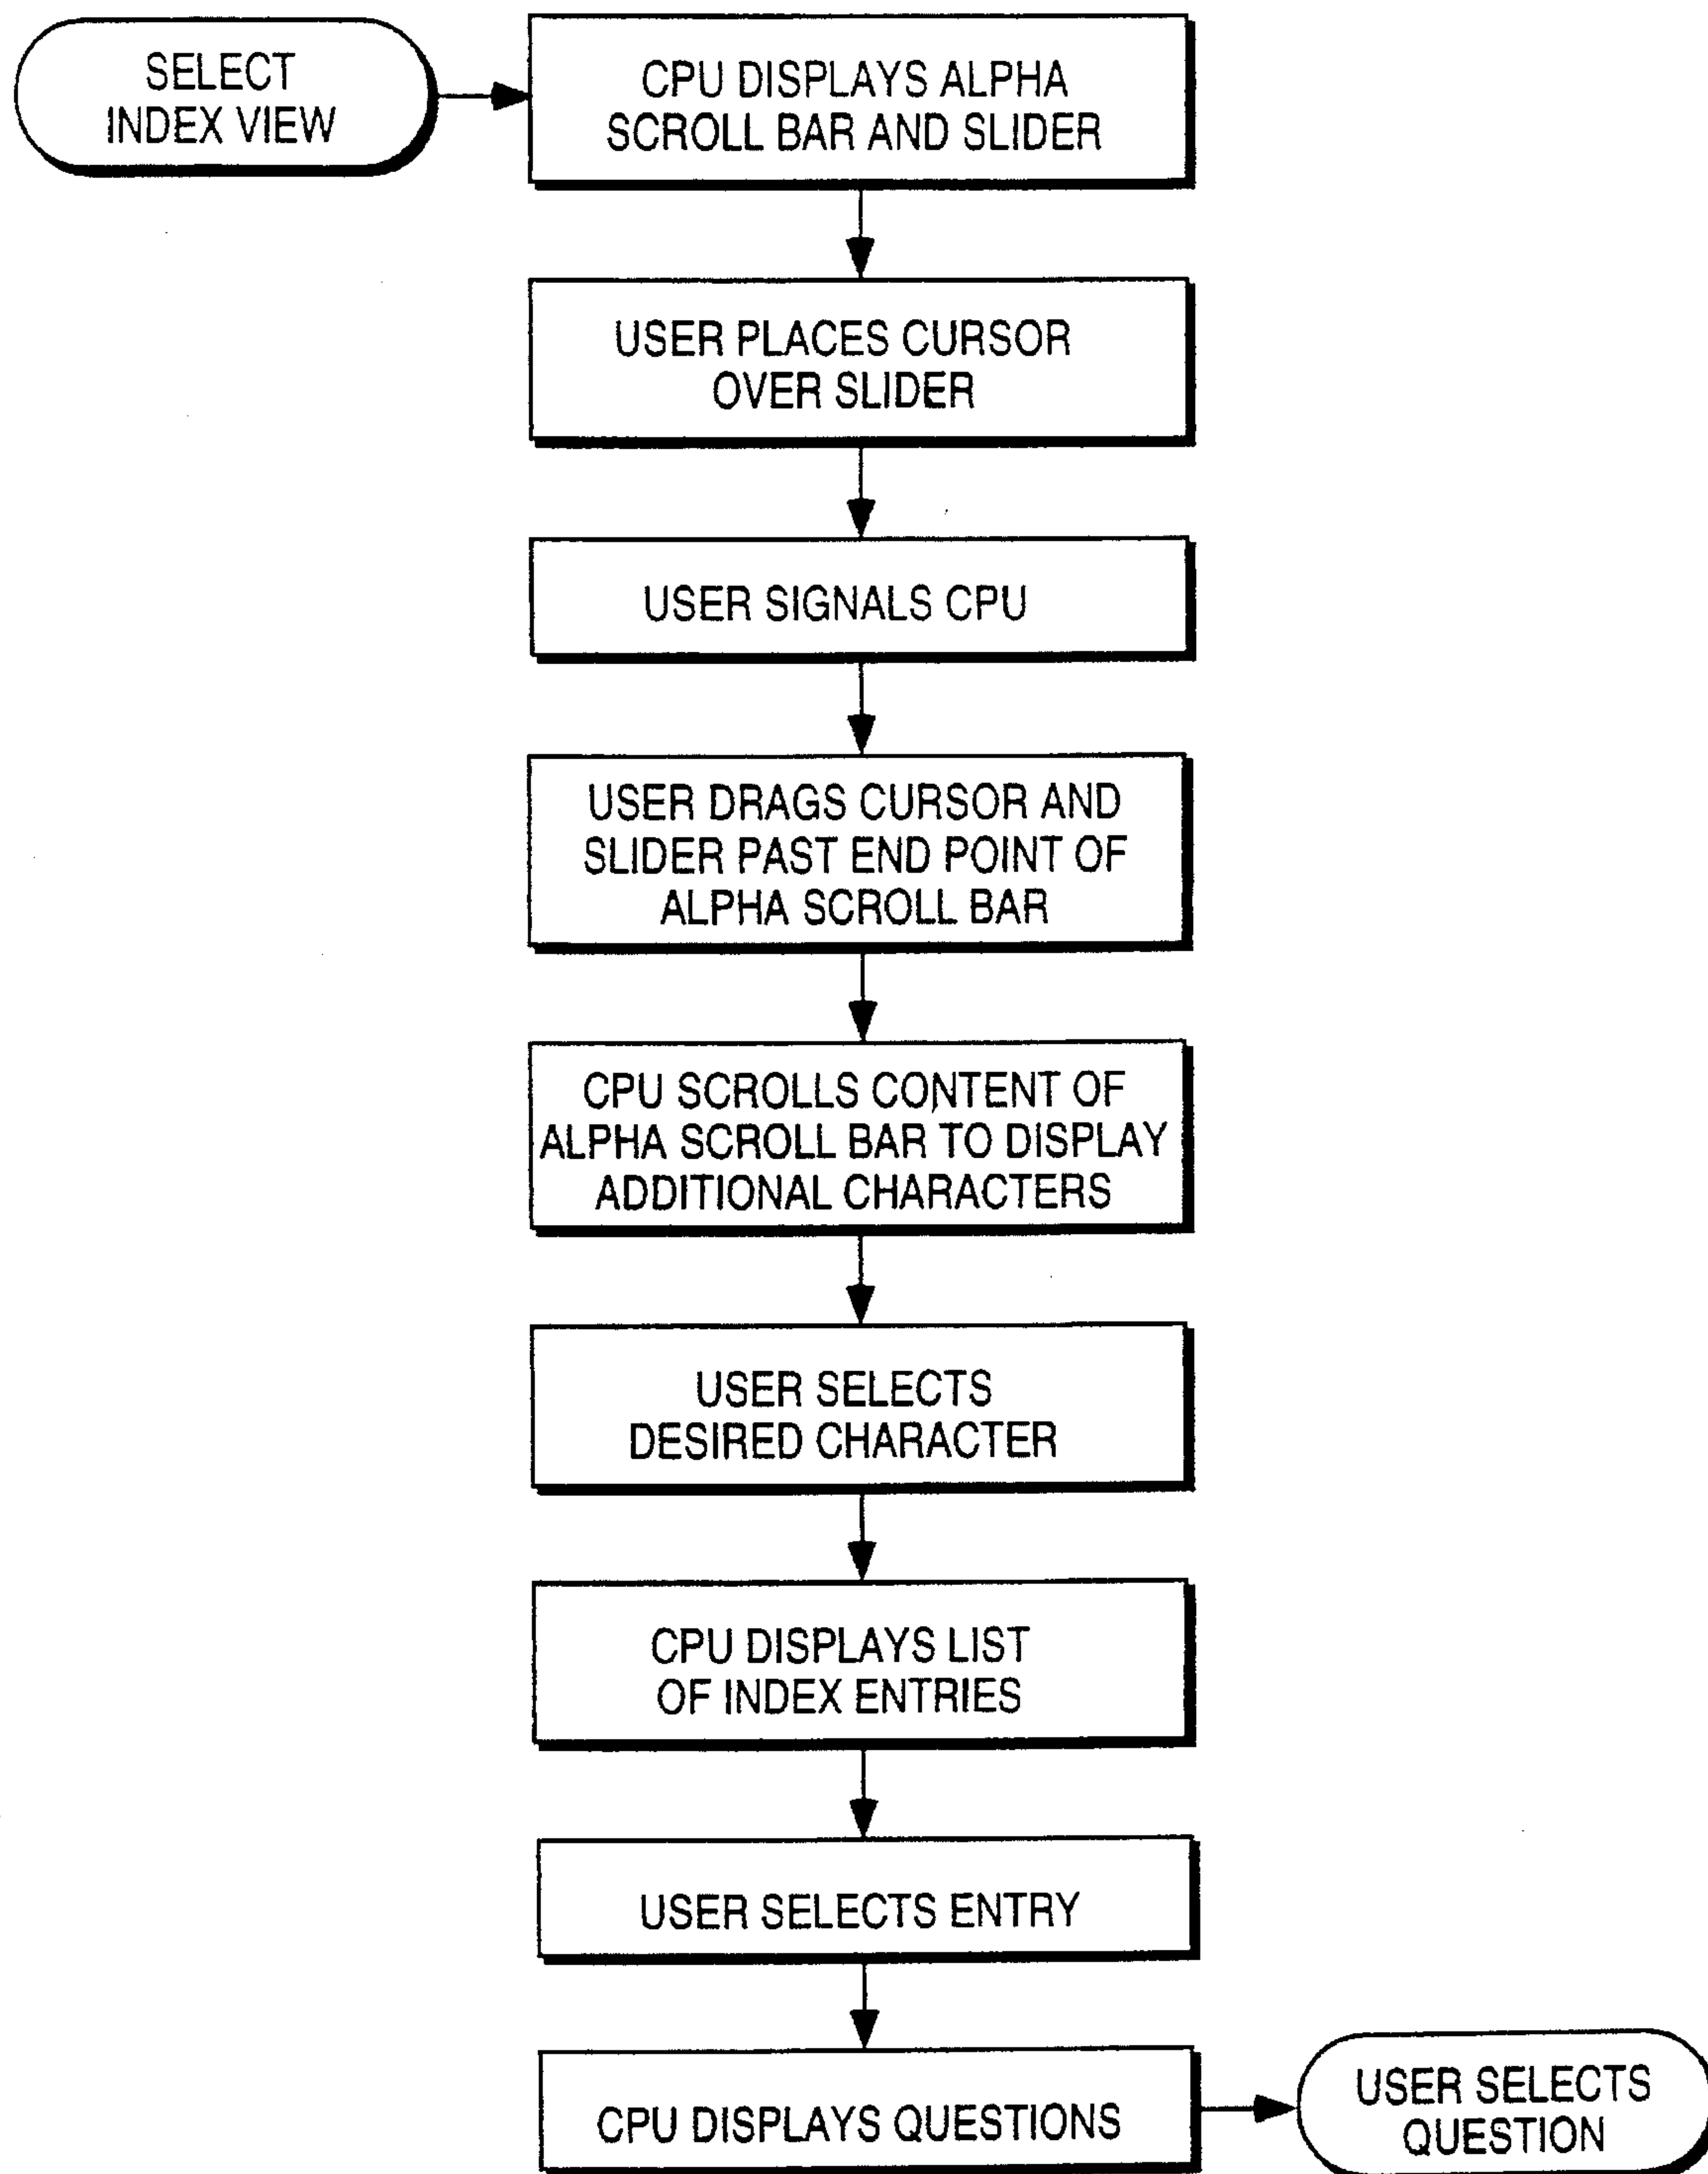 SELECT
INDEX VIEW
CPU DISPLAYS ALPHA
SCROLL BAR AND SLIDER
USER PLACES CURSOR
OVER SLIDER
USER SIGNALS CPU
USER DRAGS CURSOR AND
SLIDER PAST END POINT OF
ALPHA SCROLL BAR
CPU SCROLLS CONTENT OF
ALPHA SCROLL BAR TO DISPLAY
ADDITIONAL CHARACTERS
USER SELECTS
DESIRED CHARACTER
CPU DISPLAYS LIST
OF INDEX ENTRIES
USER SELECTS ENTRY
CPU DISPLAYS QUESTIONS
USER SELECTS
QUESTION